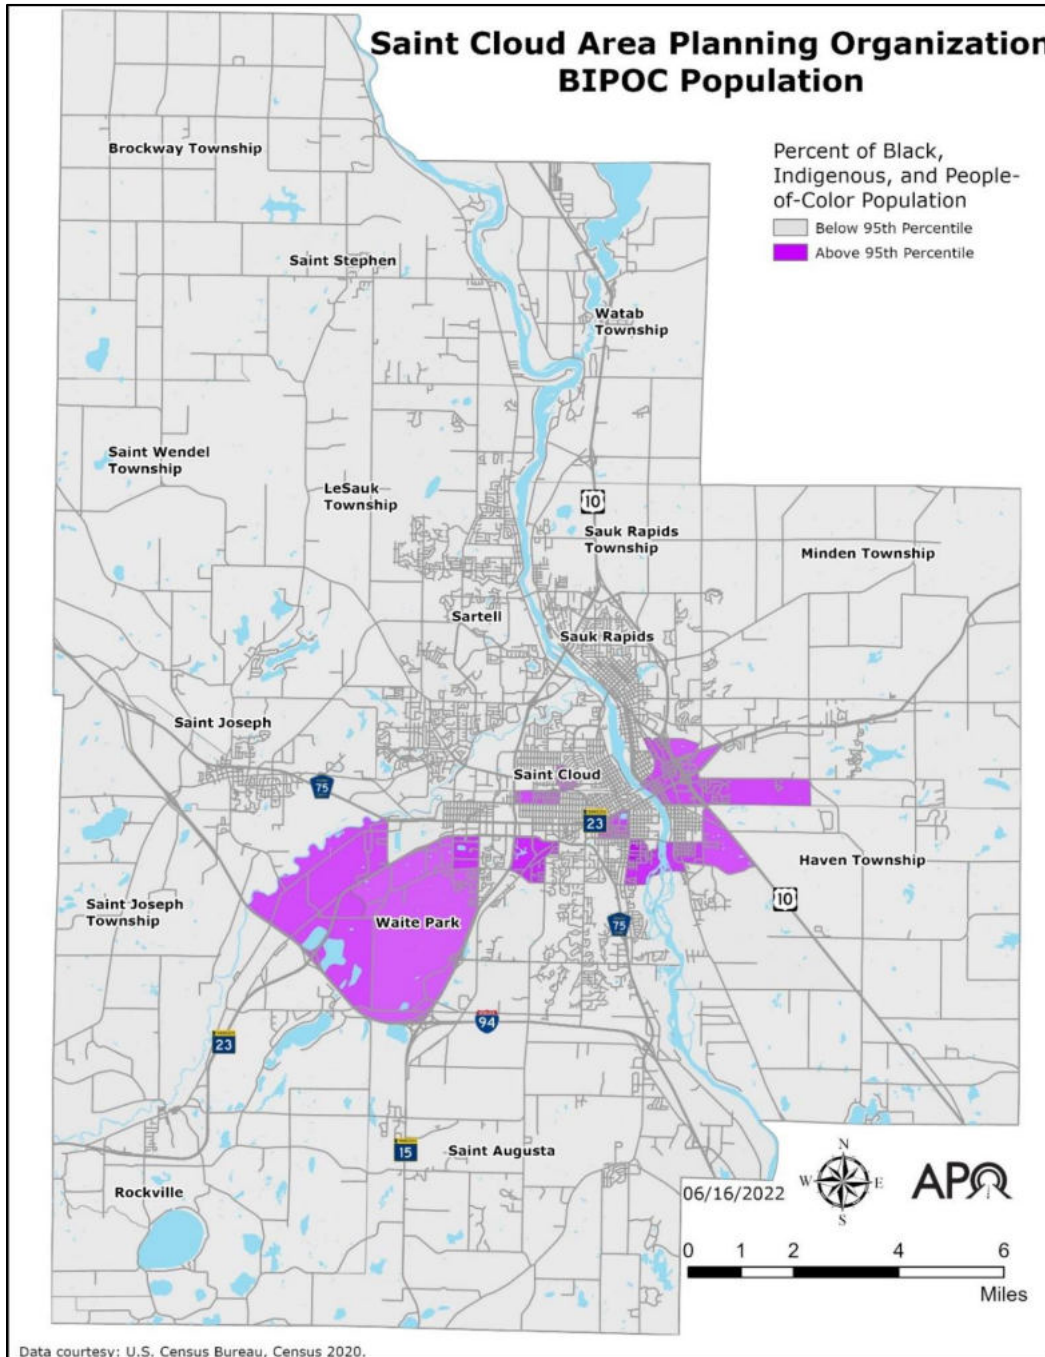 Saint Cloud Area Planning Organization
BIPOC Population
Percent of Black,
Indigenous, and People-
of-Color Population
Below 95th Percentile
Above 95th Percentile
Brockway Township
Saint Stephen
Watab
Township
Saint Wendel
Township
LeSauk
Township
10
Sauk Rapids
Township
Minden Township
Sartell
Sauk Rapids
Saint Joseph
Saint Cloud
75
23
Haven Township
Saint Joseph
Township
Waite Park
10
75
94
23
15
Saint Augusta
Rockville
06/16/2022
N
W
E
S
APO
0 1 2 4 6
Miles
Data courtesy: U.S. Census Bureau, Census 2020.